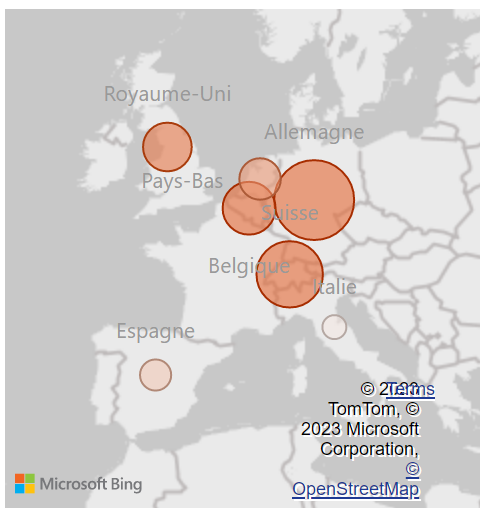 Royaume-Uni
Allemagne
Pays-Bas
Suisse
Belgique
Italie
Espagne
© 2023
Terms
TomTom, ©
2023 Microsoft
Corporation,
©
OpenStreetMap
Microsoft Bing